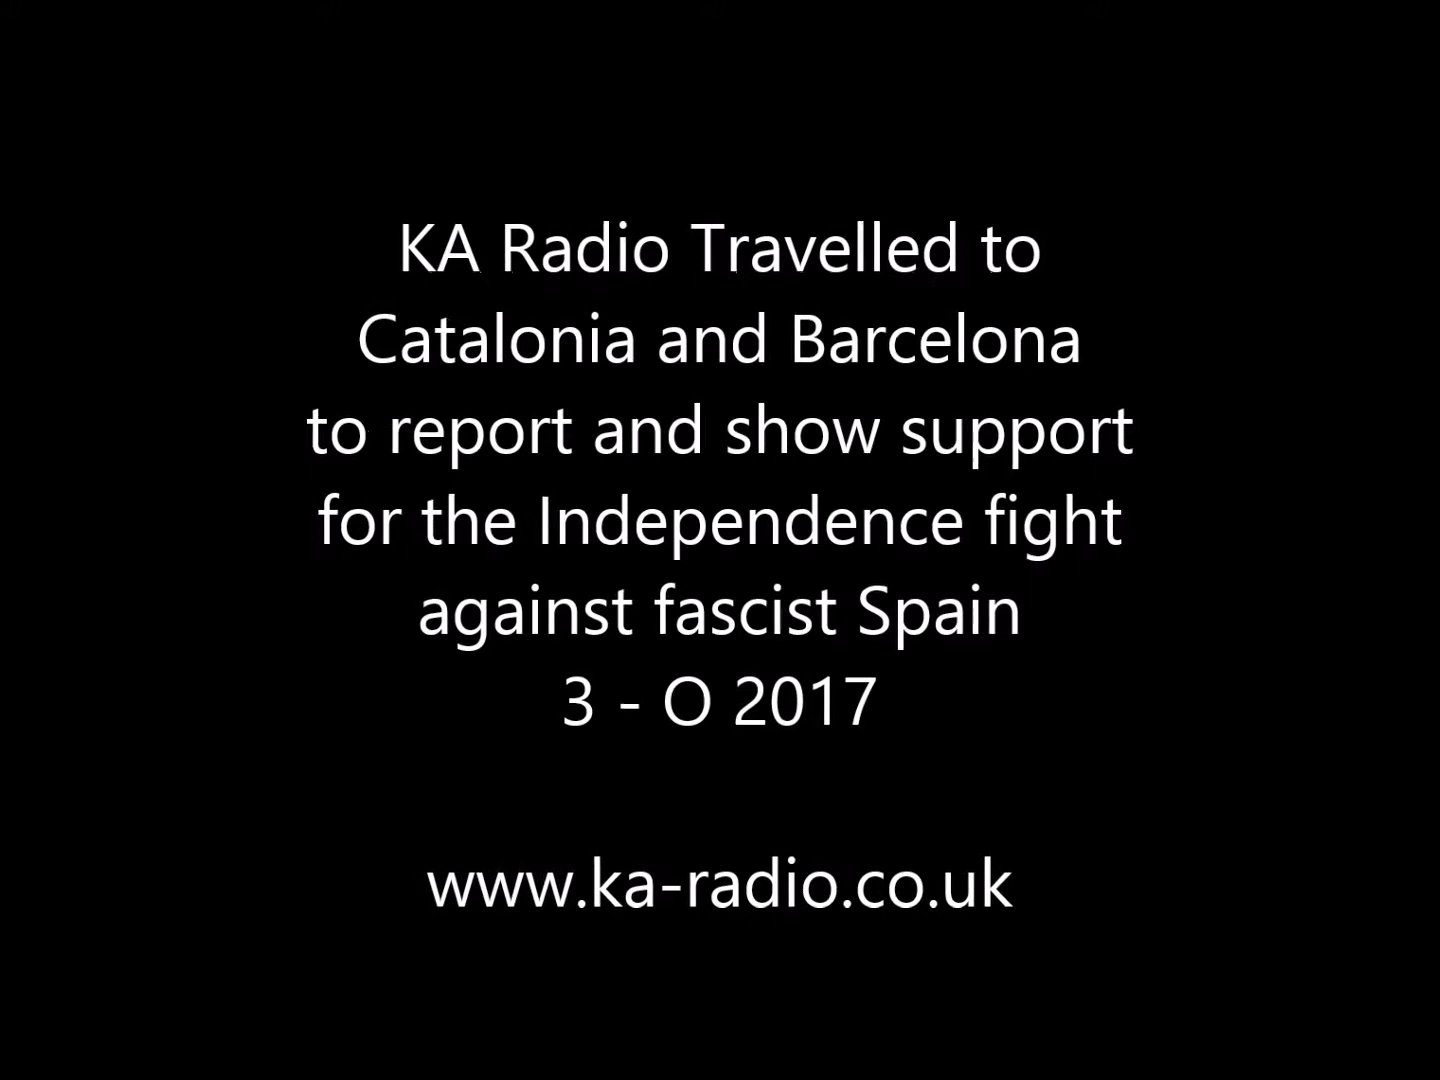 KA Radio Travelled to
Catalonia and Barcelona
to report and show support
for the Independence fight
against fascist Spain
3 - O 2017
www.ka-radio.co.uk